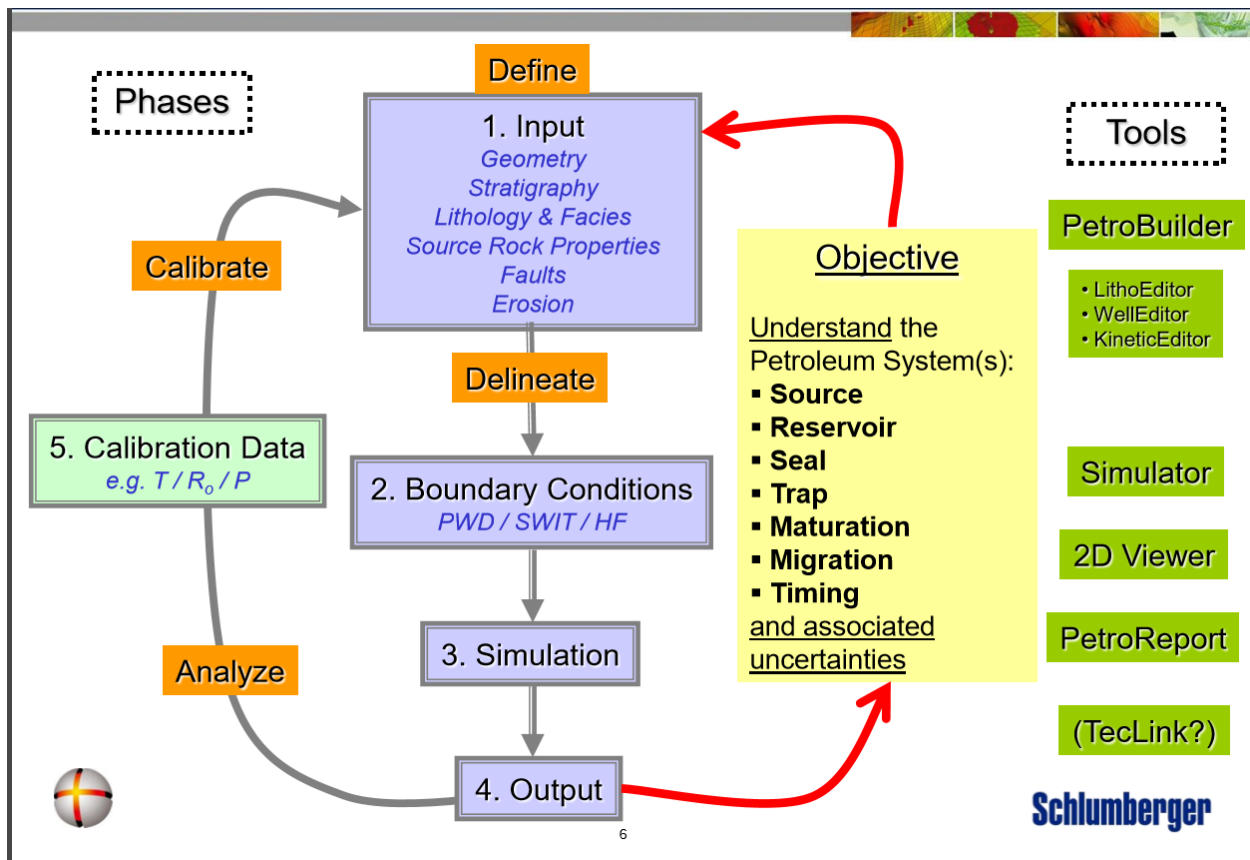 Phases
Define
1. Input
Geometry
Stratigraphy
Lithology & Facies
Source Rock Properties
Faults
Erosion
Calibrate
Delineate
5. Calibration Data
e.g. T / Ro / P
2. Boundary Conditions
PWD / SWIT / HF
3. Simulation
Analyze
4. Output
Objective
Understand the
Petroleum System(s):
▪ Source
▪ Reservoir
▪ Seal
▪ Trap
▪ Maturation
▪ Migration
▪ Timing
and associated
uncertainties
Tools
PetroBuilder
• LithoEditor
• WellEditor
• KineticEditor
Simulator
2D Viewer
PetroReport
(TecLink?)
Schlumberger
6